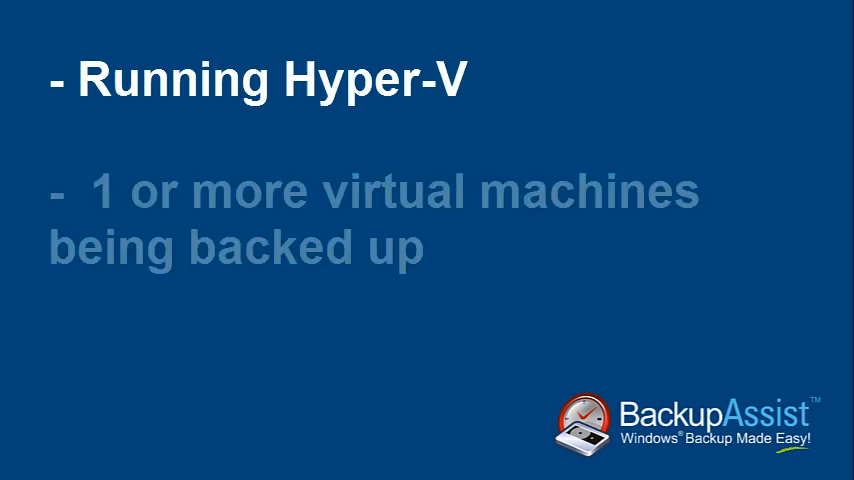 - Running Hyper-V
- 1 or more virtual machines
being backed up
BackupAssist™
Windows® Backup Made Easy!